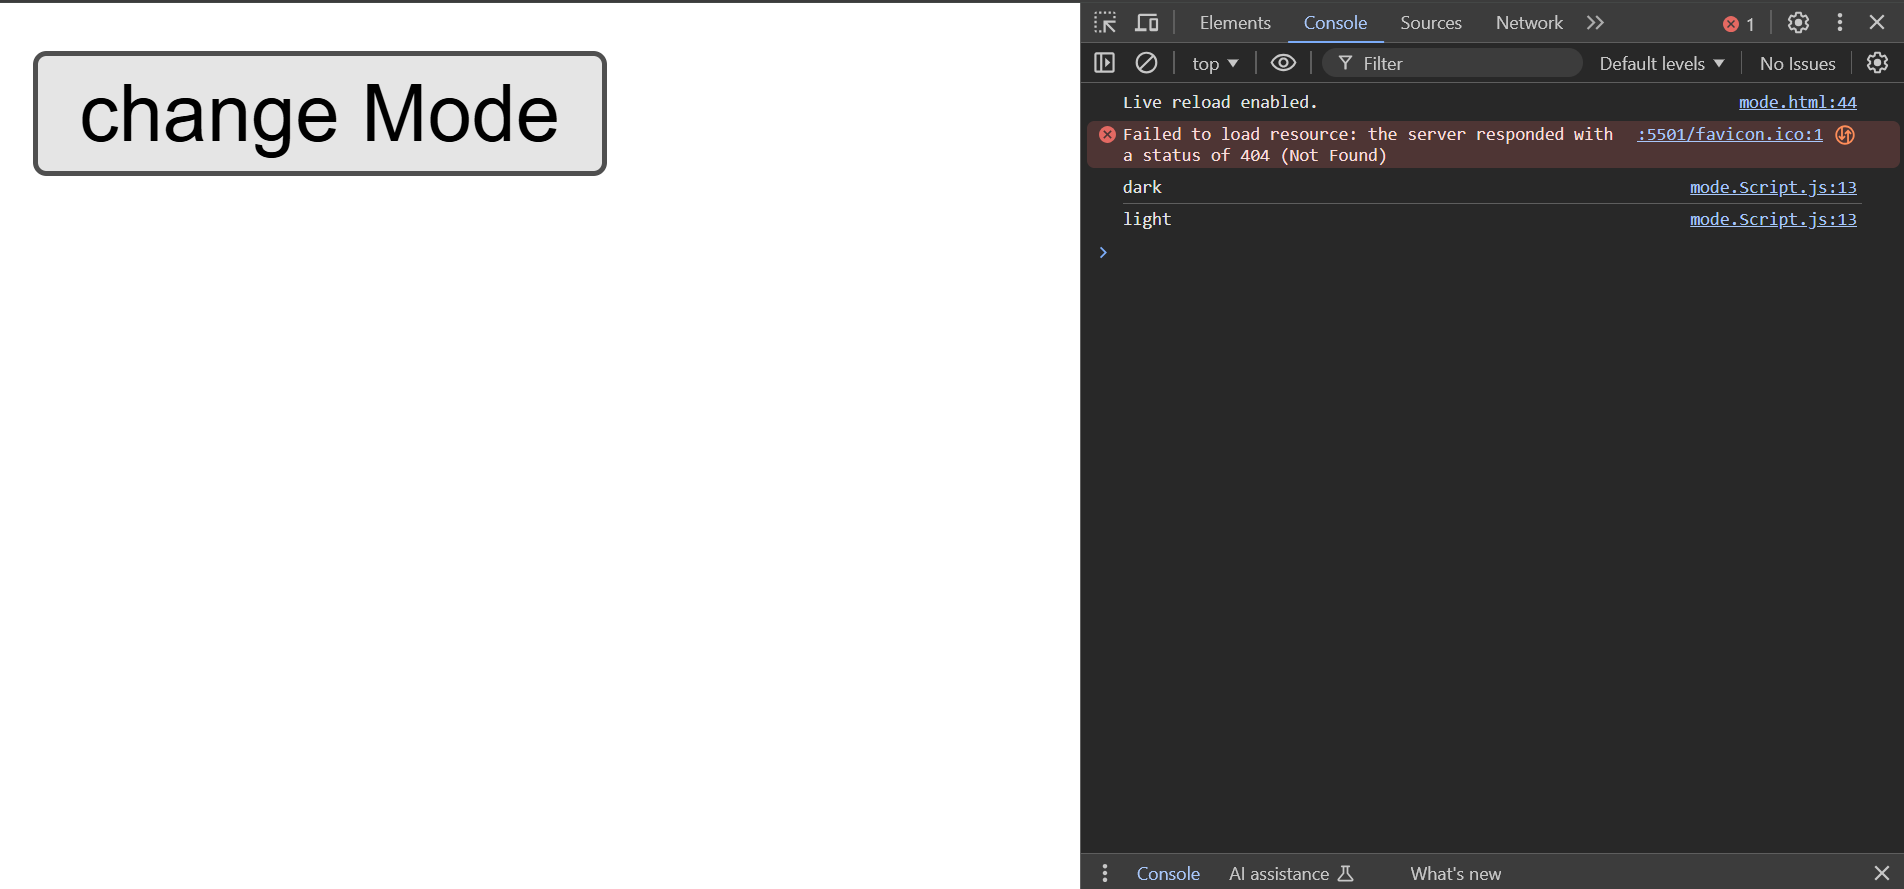 change Mode
Elements Console Sources Network 1
top Filter Default levels No Issues
Live reload enabled. mode.html:44
Failed to load resource: the server responded with :5501/favicon.ico:1
a status of 404 (Not Found)
dark mode.Script.js:13
light mode.Script.js:13
Console AI assistance What's new